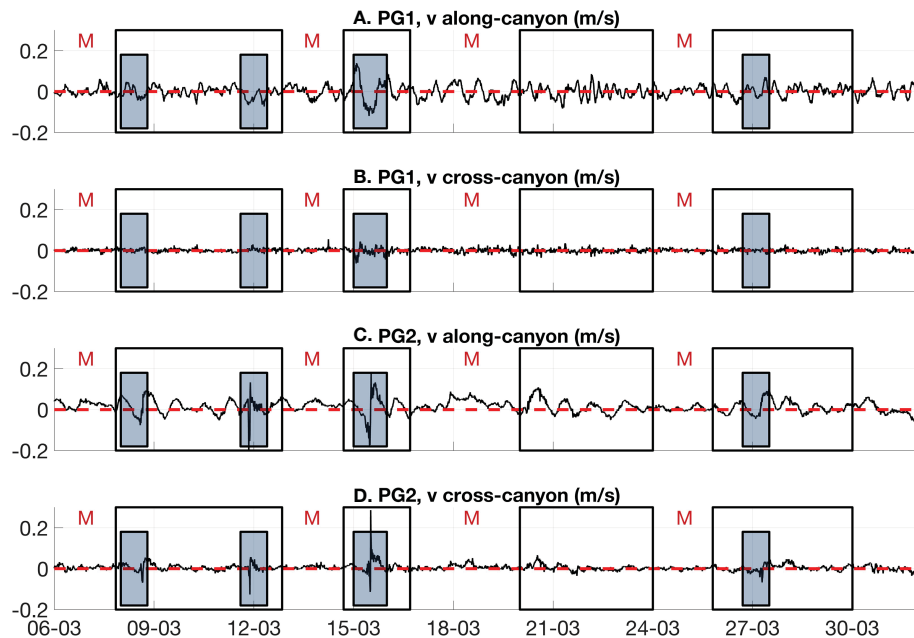 A. PG1, v along-canyon (m/s)
0.2
M M M M
0
-0.2
B. PG1, v cross-canyon (m/s)
0.2
M M M
0
-0.2
C. PG2, v along-canyon (m/s)
0.2
M M M M
0
-0.2
D. PG2, v cross-canyon (m/s)
0.2
M M M M
0
-0.2
06-03 09-03 12-03 15-03 18-03 21-03 24-03 27-03 30-03